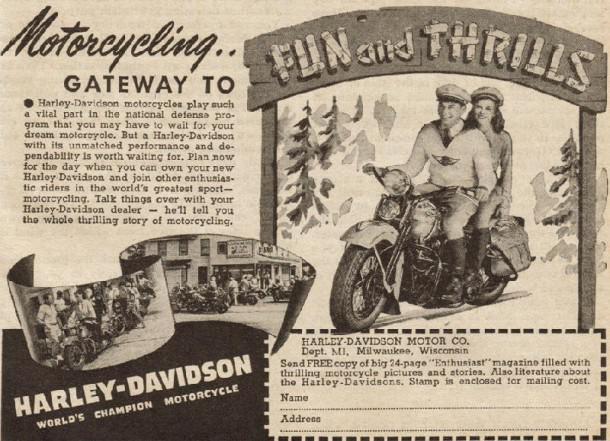 Motorcycling..
GATEWAY TO
FUN and THRILLS
● Harley-Davidson motorcycles play such
a vital part in the national defense pro-
gram that you may have to wait for your
dream motorcycle. But a Harley-Davidson
with its unmatched performance and de-
pendability is worth waiting for. Plan now
for the day when you can own your new
Harley-Davidson and join other enthusias-
tic riders in the world's greatest sport—
motorcycling. Talk things over with your
Harley-Davidson dealer — he'll tell you
the whole thrilling story of motorcycling.
HARLEY-DAVIDSON
WORLD'S CHAMPION MOTORCYCLE
HARLEY-DAVIDSON MOTOR CO.
Dept. MI, Milwaukee, Wisconsin
Send FREE copy of big 24-page "Enthusiast" magazine filled with
thrilling motorcycle pictures and stories. Also literature about
the Harley-Davidsons. Stamp is enclosed for mailing cost.
Name
Address